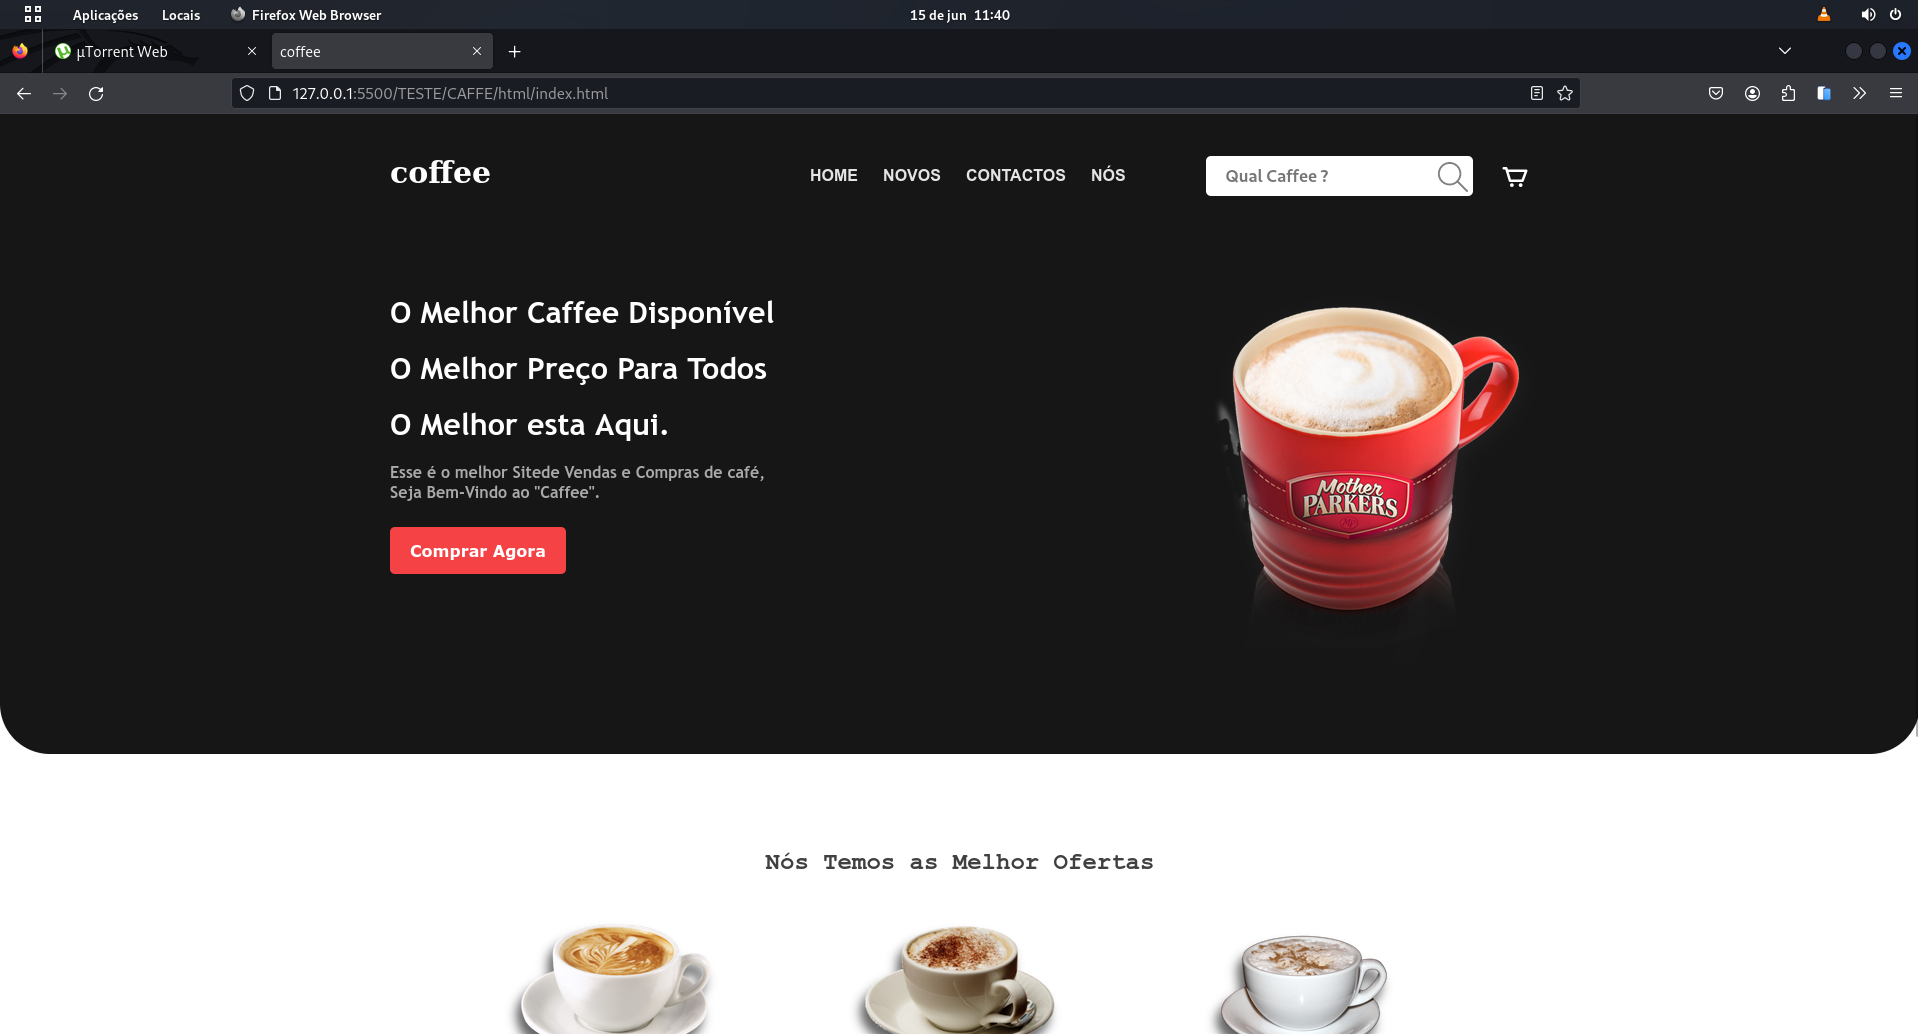 Aplicações Locais Firefox Web Browser 15 de jun 11:40
µTorrent Web coffee
127.0.0.1:5500/TESTE/CAFFE/html/index.html
coffee HOME NOVOS CONTACTOS NÓS Qual Caffee ?
O Melhor Caffee Disponível
O Melhor Preço Para Todos
O Melhor esta Aqui.
Esse é o melhor Sitede Vendas e Compras de café,
Seja Bem-Vindo ao "Caffee".
Comprar Agora
Mother
PARKERS
Nós Temos as Melhor Ofertas